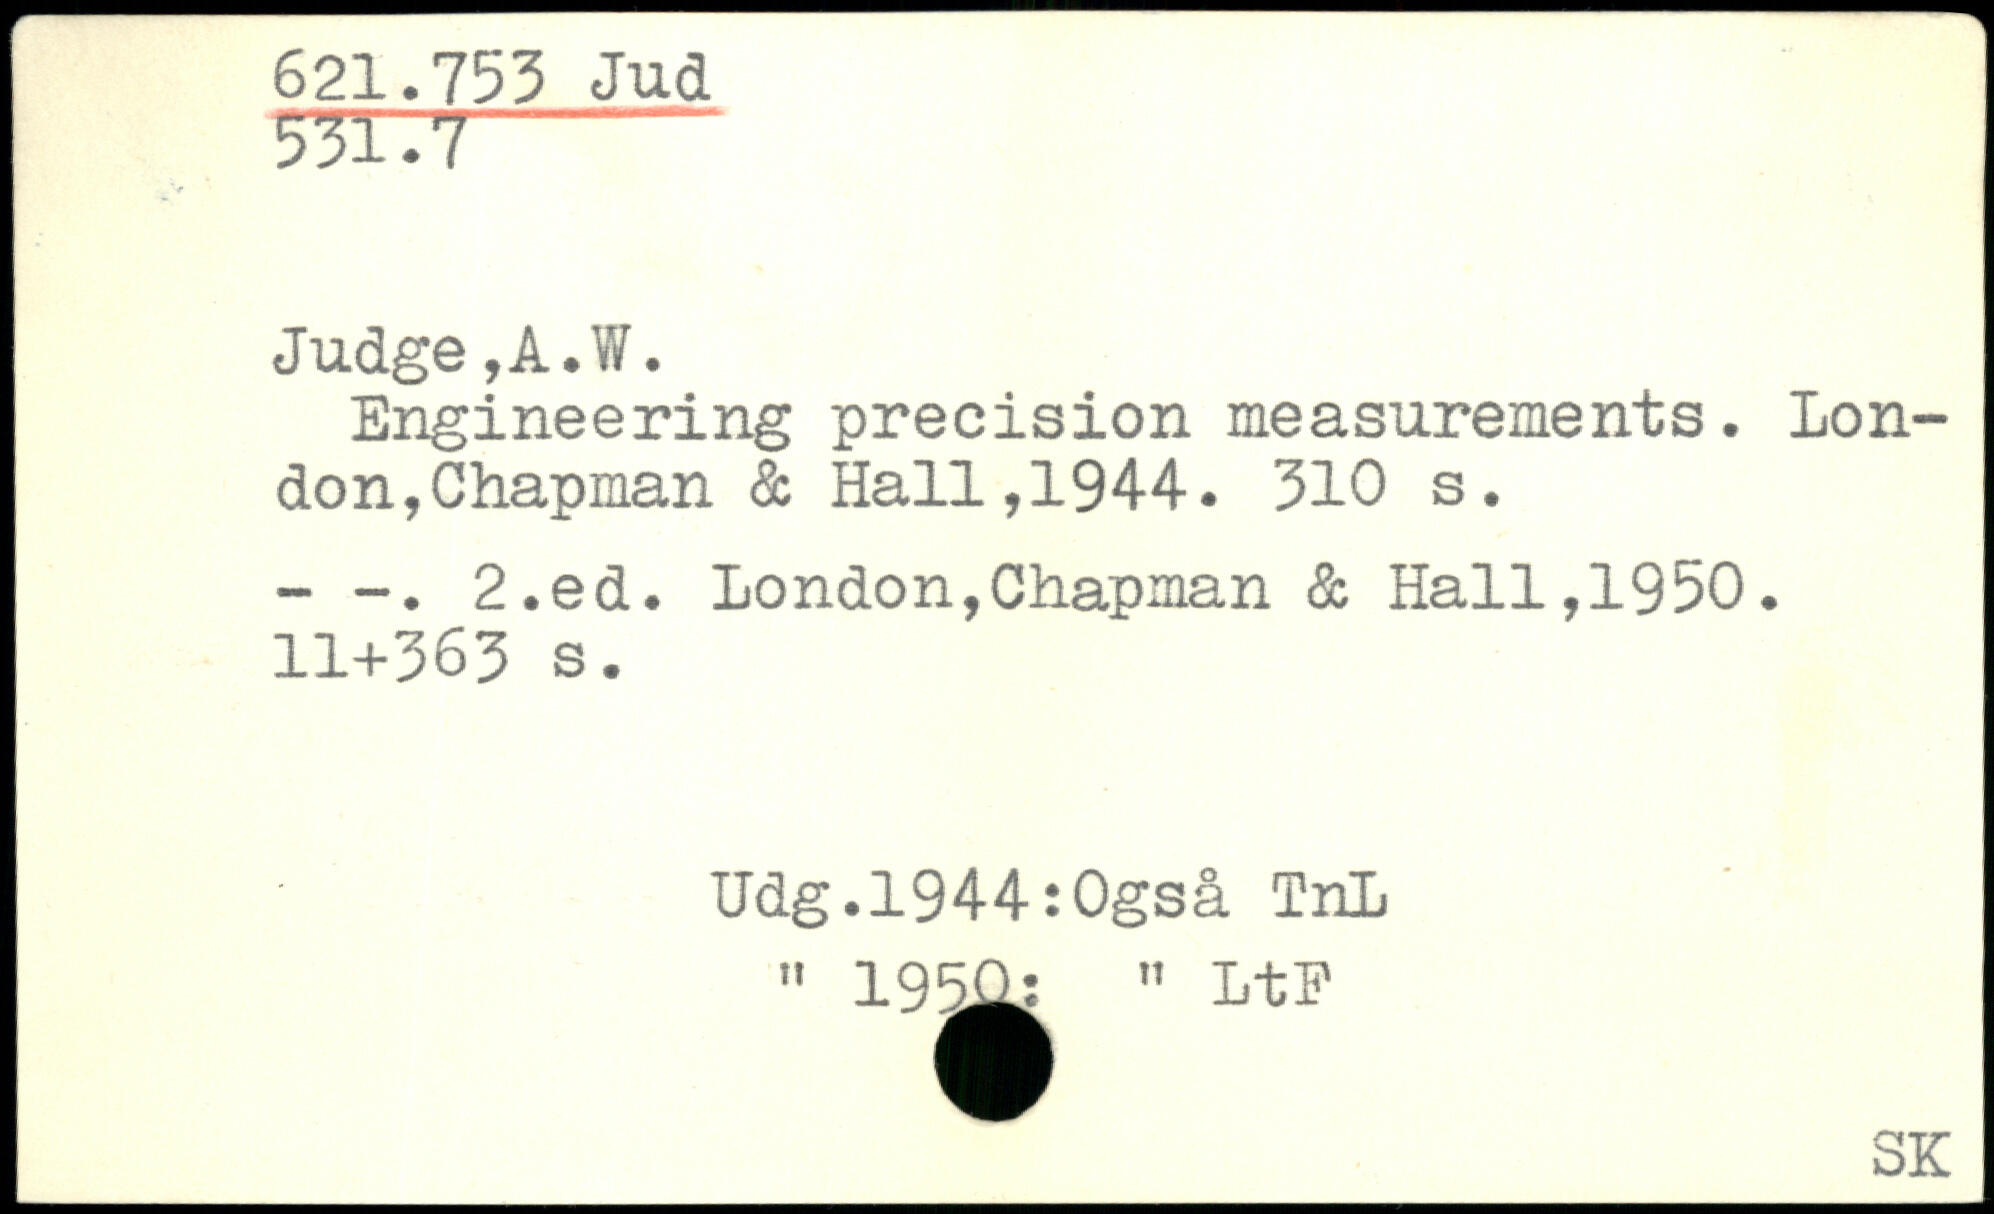 621.753 Jud
531.7
Judge,A.W.
Engineering precision measurements. Lon-
don,Chapman & Hall,1944. 310 s.
- -. 2.ed. London,Chapman & Hall,1950.
11+363 s.
Udg.1944:Også TnL
" 1950: " LtF
SK